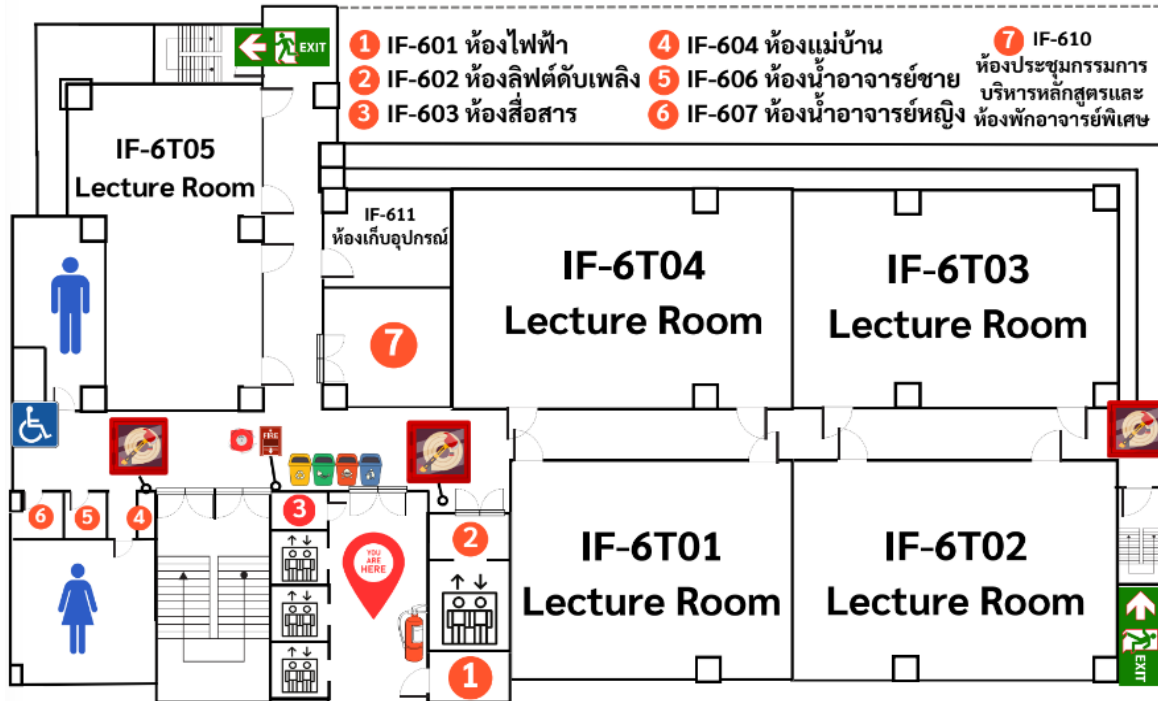 EXIT
1 IF-601 ห้องไฟฟ้า
2 IF-602 ห้องลิฟต์ดับเพลิง
3 IF-603 ห้องสื่อสาร
4 IF-604 ห้องแม่บ้าน
5 IF-606 ห้องน้ำอาจารย์ชาย
6 IF-607 ห้องน้ำอาจารย์หญิง
7 IF-610
ห้องประชุมกรรมการ
บริหารหลักสูตรและ
ห้องพักอาจารย์พิเศษ
IF-6T05
Lecture Room
IF-611
ห้องเก็บอุปกรณ์
IF-6T04
Lecture Room
IF-6T03
Lecture Room
7
FIRE
6
5
4
3
2
YOU
ARE
HERE
IF-6T01
Lecture Room
IF-6T02
Lecture Room
1
EXIT